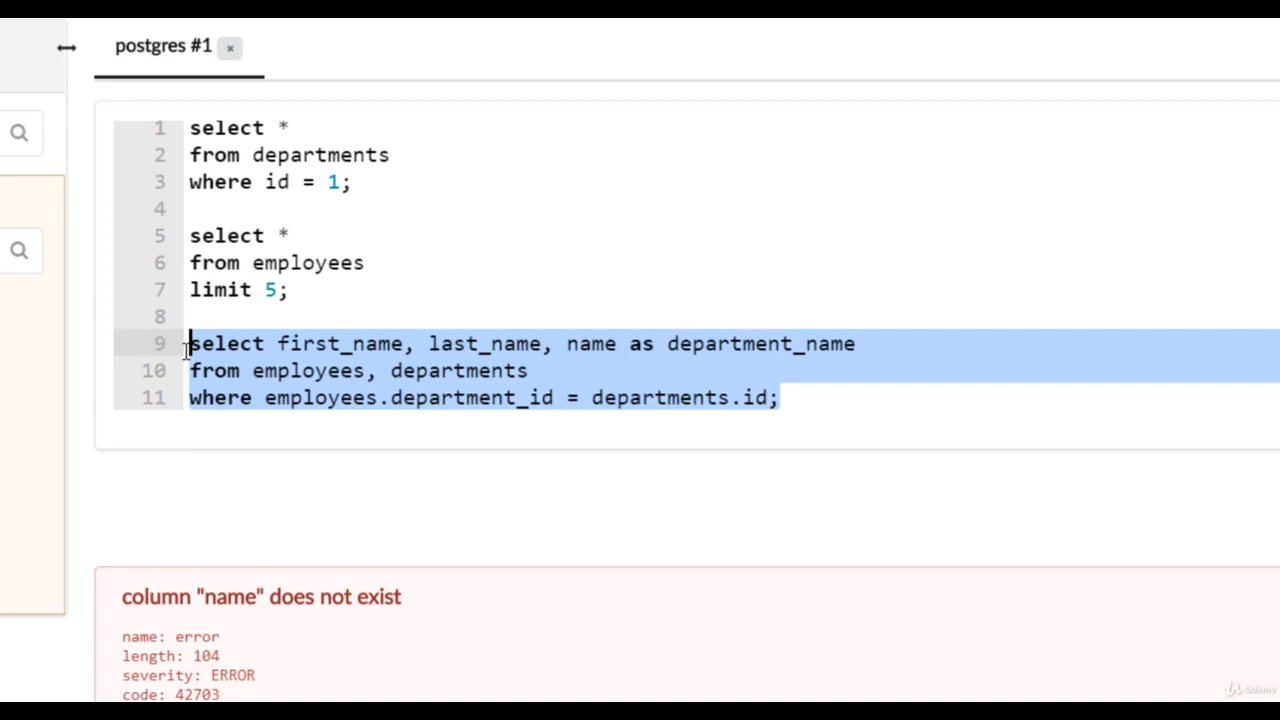 postgres #1 ×
1 select *
2 from departments
3 where id = 1;
4
5 select *
6 from employees
7 limit 5;
8
9 select first_name, last_name, name as department_name
10 from employees, departments
11 where employees.department_id = departments.id;
column "name" does not exist
name: error
length: 104
severity: ERROR
code: 42703
Udemy